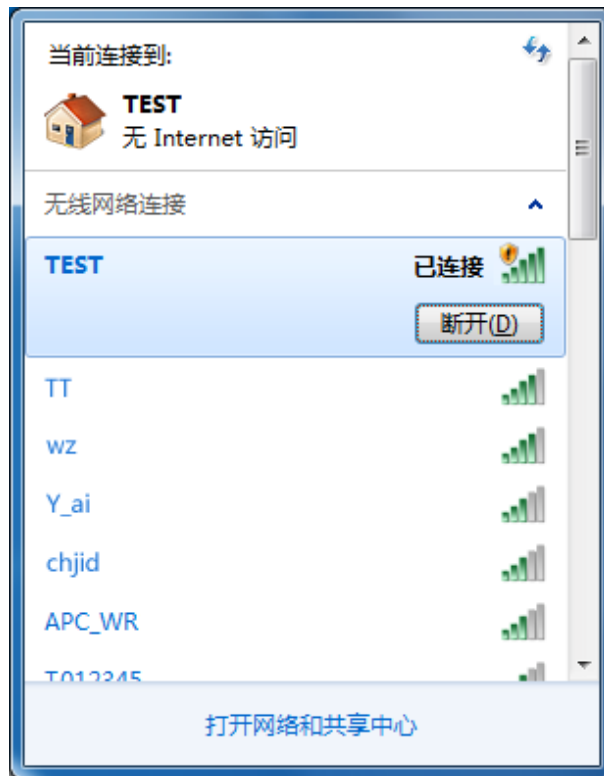 当前连接到:
TEST
无 Internet 访问
无线网络连接
TEST 已连接
断开(D)
TT
wz
Y_ai
chjid
APC_WR
T012345
打开网络和共享中心